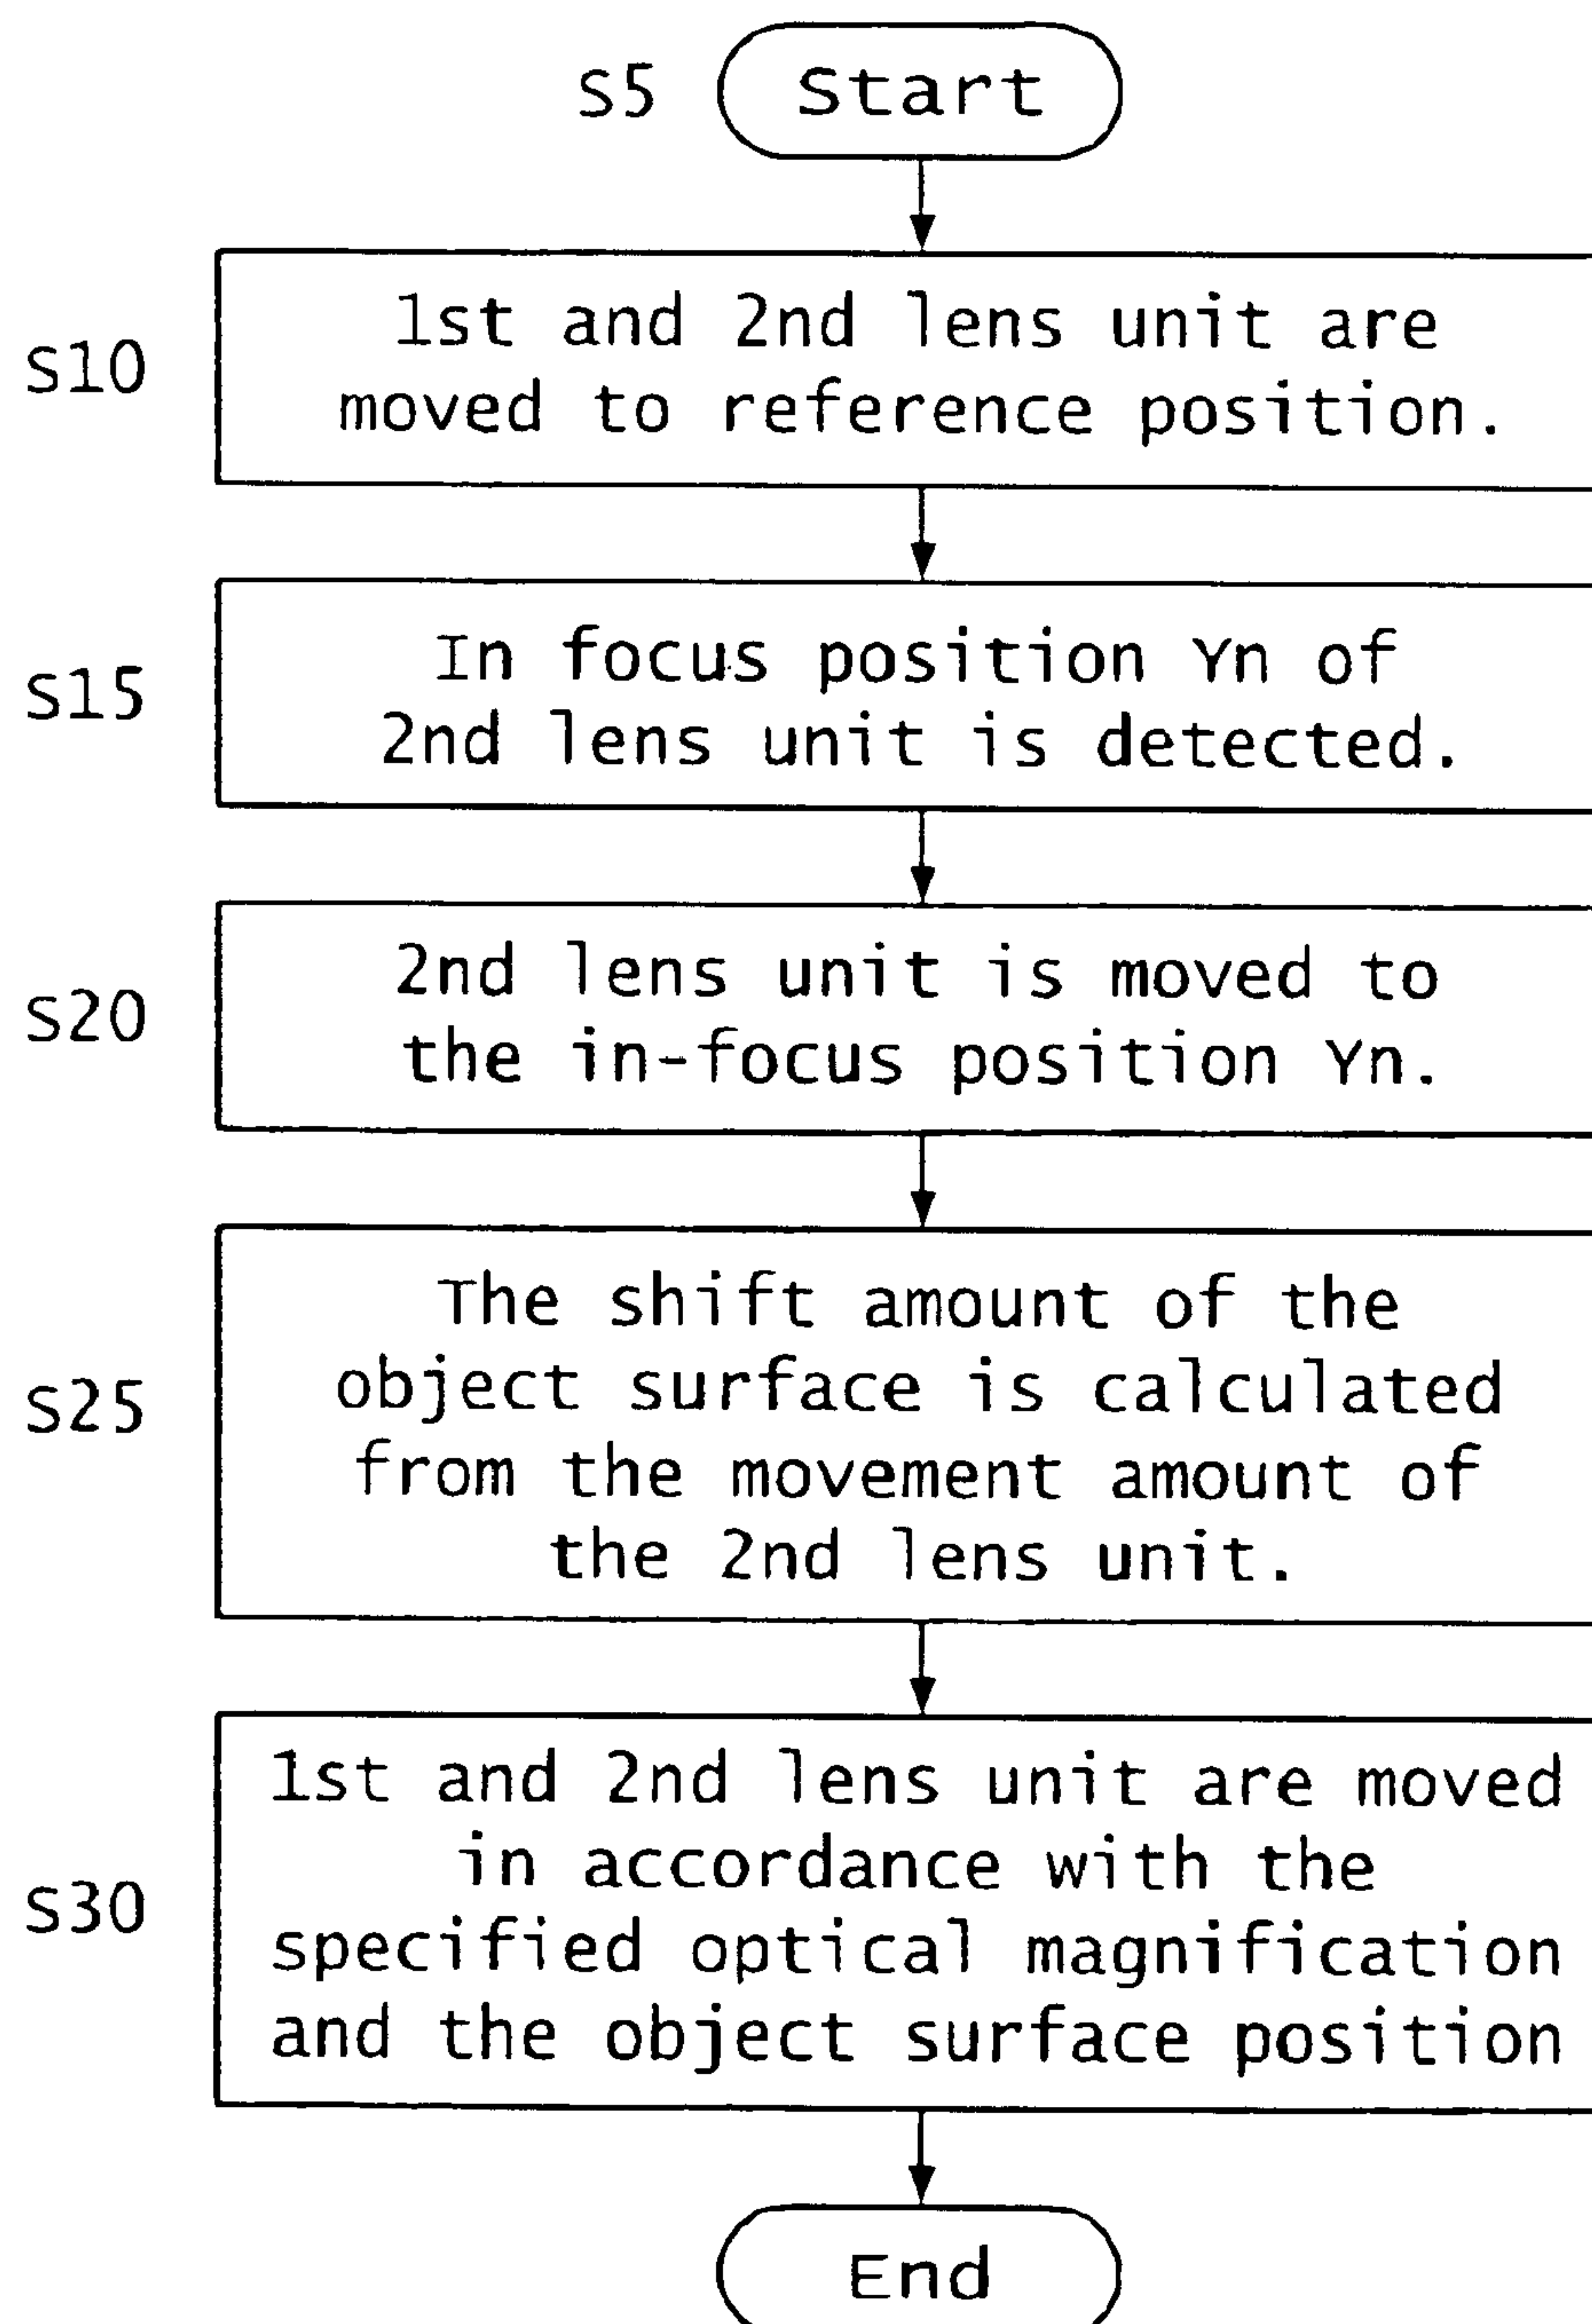 S5 Start
S10
1st and 2nd lens unit are
moved to reference position.
S15
In focus position Yn of
2nd lens unit is detected.
S20
2nd lens unit is moved to
the in-focus position Yn.
S25
The shift amount of the
object surface is calculated
from the movement amount of
the 2nd lens unit.
S30
1st and 2nd lens unit are moved
in accordance with the
specified optical magnification
and the object surface position
End